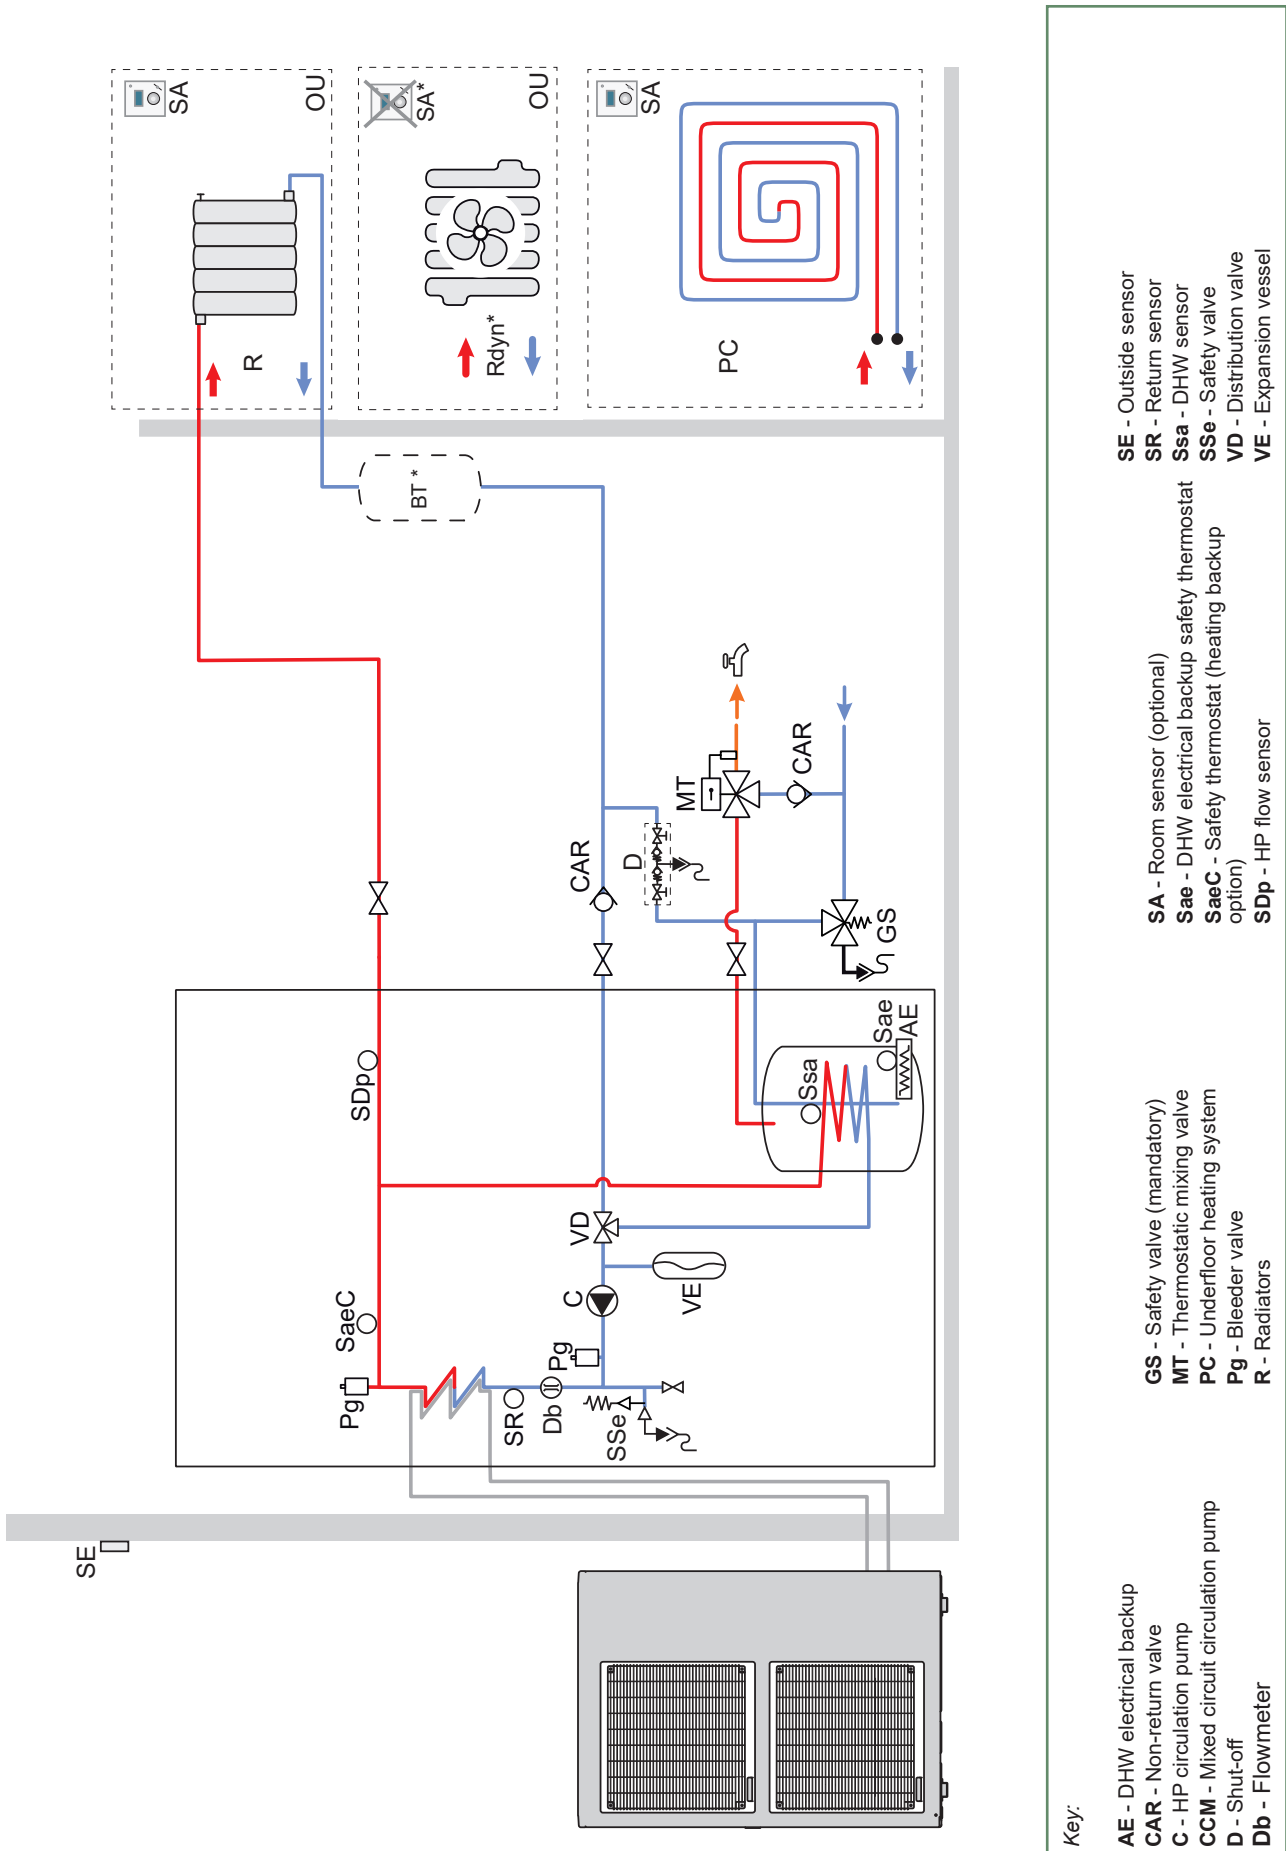 SE
Pg
SaeC
SDp
SR
Db
Pg
SSe
C
VE
VD
Ssa
Sae
AE
CAR
D
MT
GS
CAR
BT *
R
SA
OU
Rdyn*
SA*
OU
PC
SA
Key:
AE - DHW electrical backup
CAR - Non-return valve
C - HP circulation pump
CCM - Mixed circuit circulation pump
D - Shut-off
Db - Flowmeter
GS - Safety valve (mandatory)
MT - Thermostatic mixing valve
PC - Underfloor heating system
Pg - Bleeder valve
R - Radiators
SA - Room sensor (optional)
Sae - DHW electrical backup safety thermostat
SaeC - Safety thermostat (heating backup
option)
SDp - HP flow sensor
SE - Outside sensor
SR - Return sensor
Ssa - DHW sensor
SSe - Safety valve
VD - Distribution valve
VE - Expansion vessel